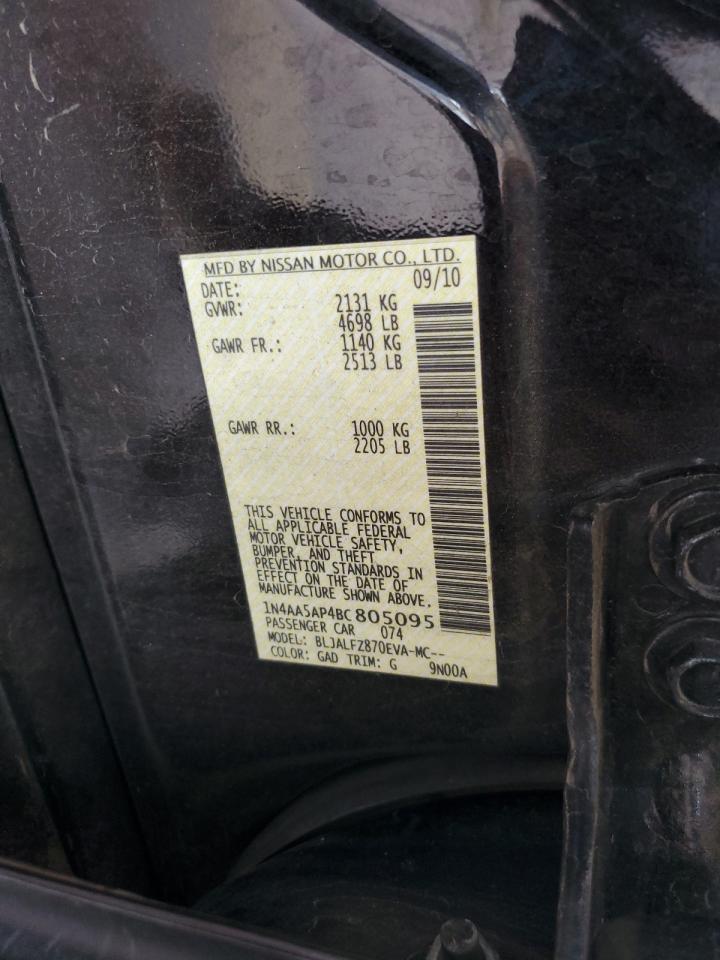 MFD BY NISSAN MOTOR CO., LTD.
DATE: 09/10
GVWR: 2131 KG
4698 LB
GAWR FR.: 1140 KG
2513 LB
GAWR RR.: 1000 KG
2205 LB
THIS VEHICLE CONFORMS TO
ALL APPLICABLE FEDERAL
MOTOR VEHICLE SAFETY,
BUMPER, AND THEFT
PREVENTION STANDARDS IN
EFFECT ON THE DATE OF
MANUFACTURE SHOWN ABOVE.
1N4AA5AP4BC805095
PASSENGER CAR 074
MODEL: BLJALFZ870EVA-MC--
COLOR: GAD TRIM: G 9N00A